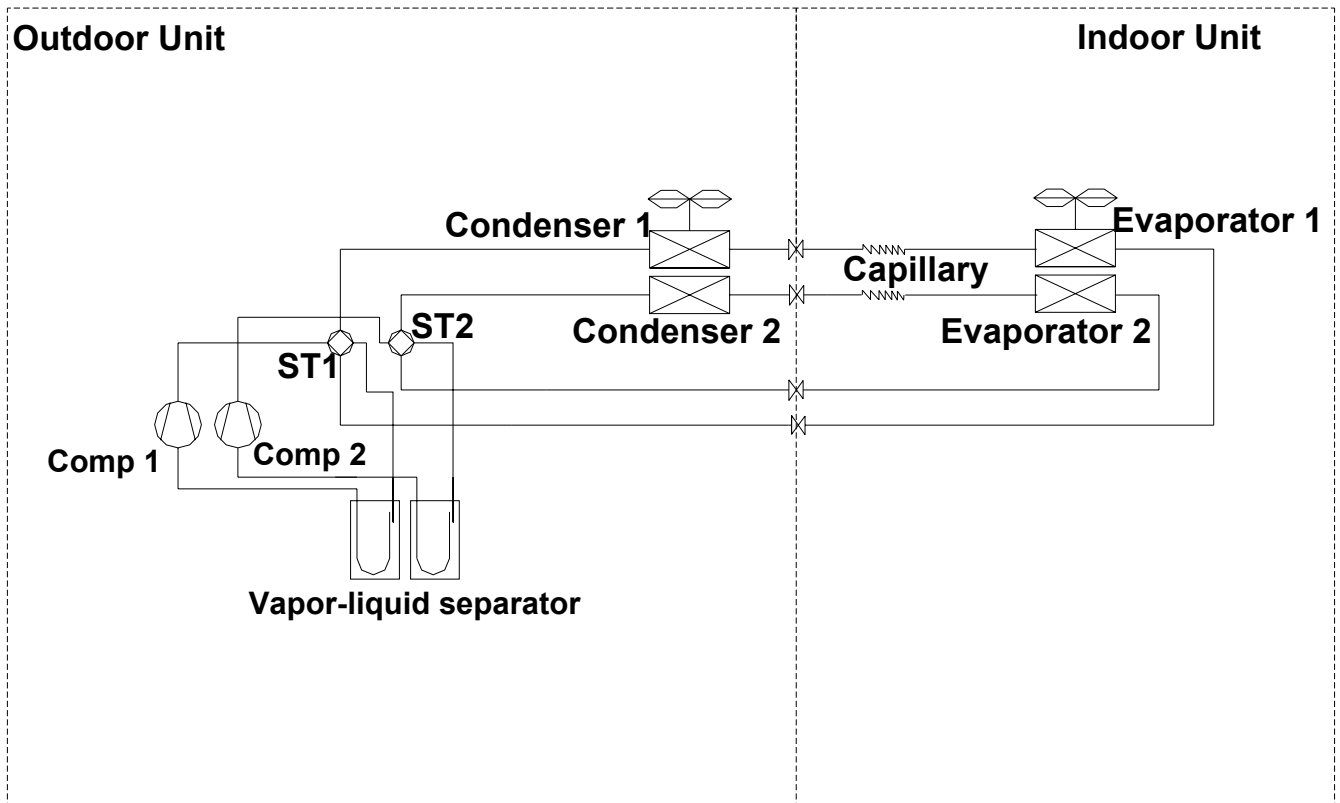 Outdoor Unit
Indoor Unit
Condenser 1
Evaporator 1
Capillary
Condenser 2
Evaporator 2
ST2
ST1
Comp 1
Comp 2
Vapor-liquid separator